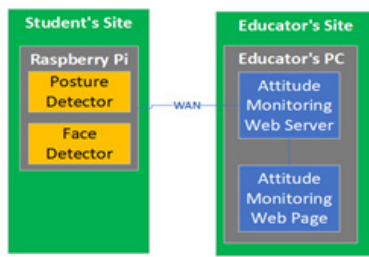 Student's Site
Raspberry Pi
Posture
Detector
Face
Detector
WAN
Educator's Site
Educator's PC
Attitude
Monitoring
Web Server
Attitude
Monitoring
Web Page